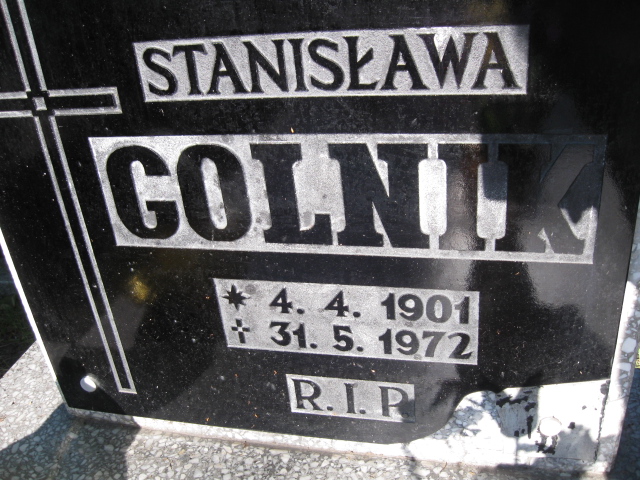 STANISŁAWA
GOLNIK
* 4. 4. 1901
✝ 31. 5. 1972
R.I.P.